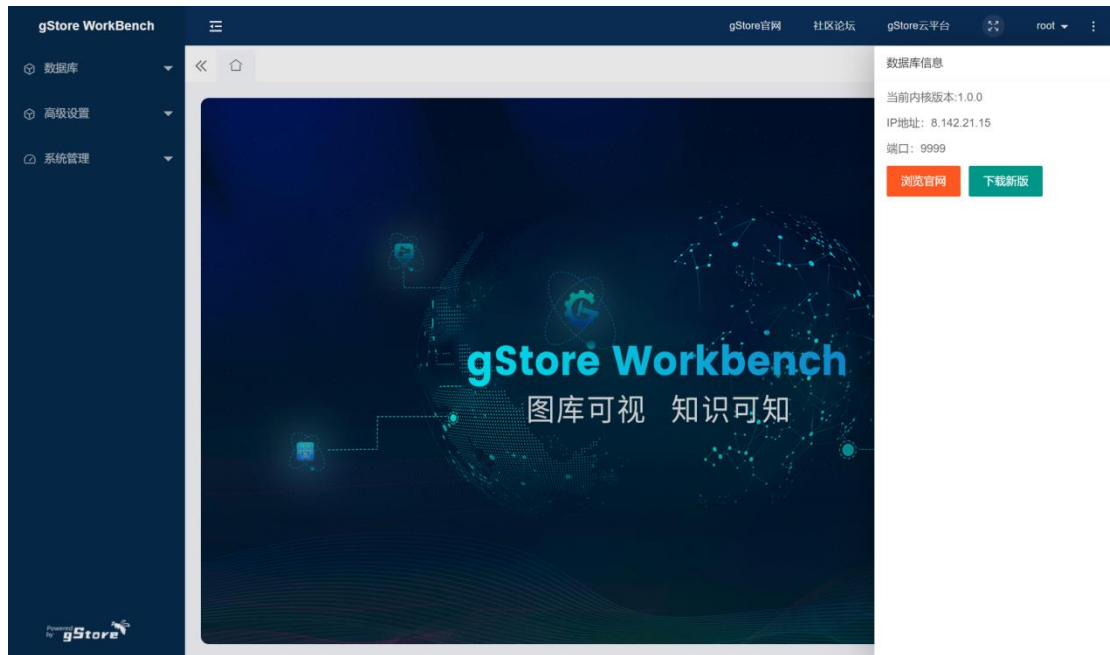 gStore WorkBench
gStore官网 社区论坛 gStore云平台 root
数据库
高级设置
系统管理
数据库信息
当前内核版本:1.0.0
IP地址：8.142.21.15
端口：9999
浏览官网 下载新版
gStore Workbench
图库可视 知识可知
Powered by gStore